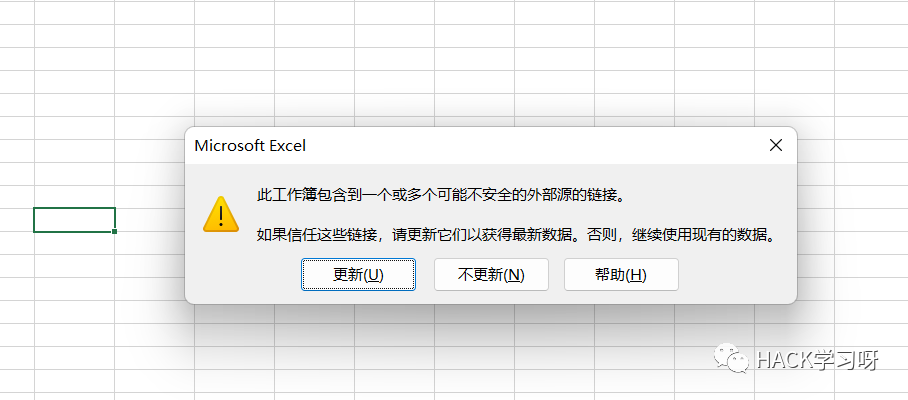 Microsoft Excel
此工作簿包含到一个或多个可能不安全的外部源的链接。
如果信任这些链接，请更新它们以获得最新数据。否则，继续使用现有的数据。
更新(U) 不更新(N) 帮助(H)
HACK学习呀